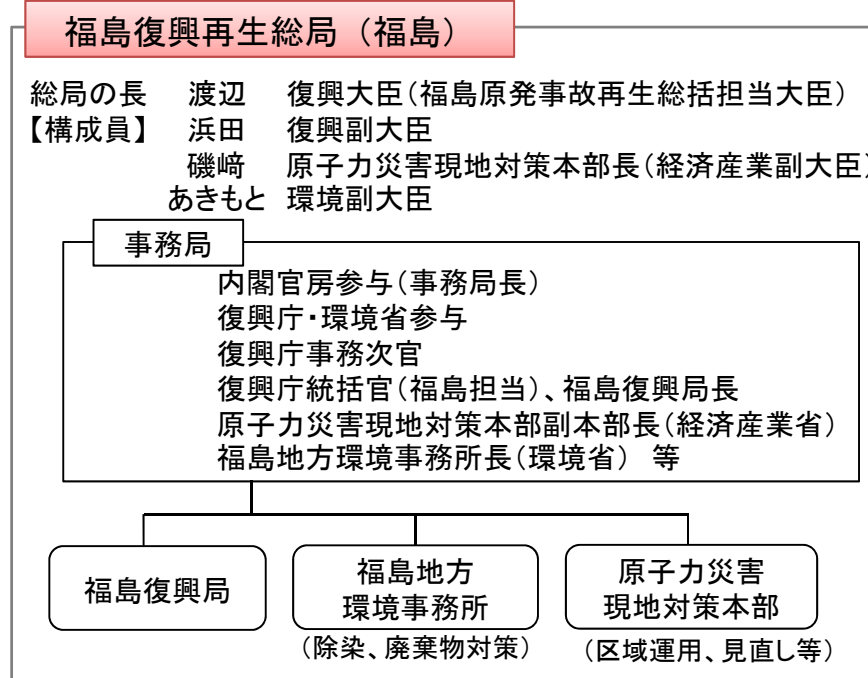 福島復興再生総局（福島）
総局の長　渡辺　復興大臣（福島原発事故再生総括担当大臣）
【構成員】　浜田　復興副大臣
磯﨑　原子力災害現地対策本部長（経済産業副大臣）
あきもと　環境副大臣
事務局
内閣官房参与（事務局長）
復興庁・環境省参与
復興庁事務次官
復興庁統括官（福島担当）、福島復興局長
原子力災害現地対策本部副本部長（経済産業省）
福島地方環境事務所長（環境省）　等
福島復興局
福島地方
環境事務所
（除染、廃棄物対策）
原子力災害
現地対策本部
（区域運用、見直し等）